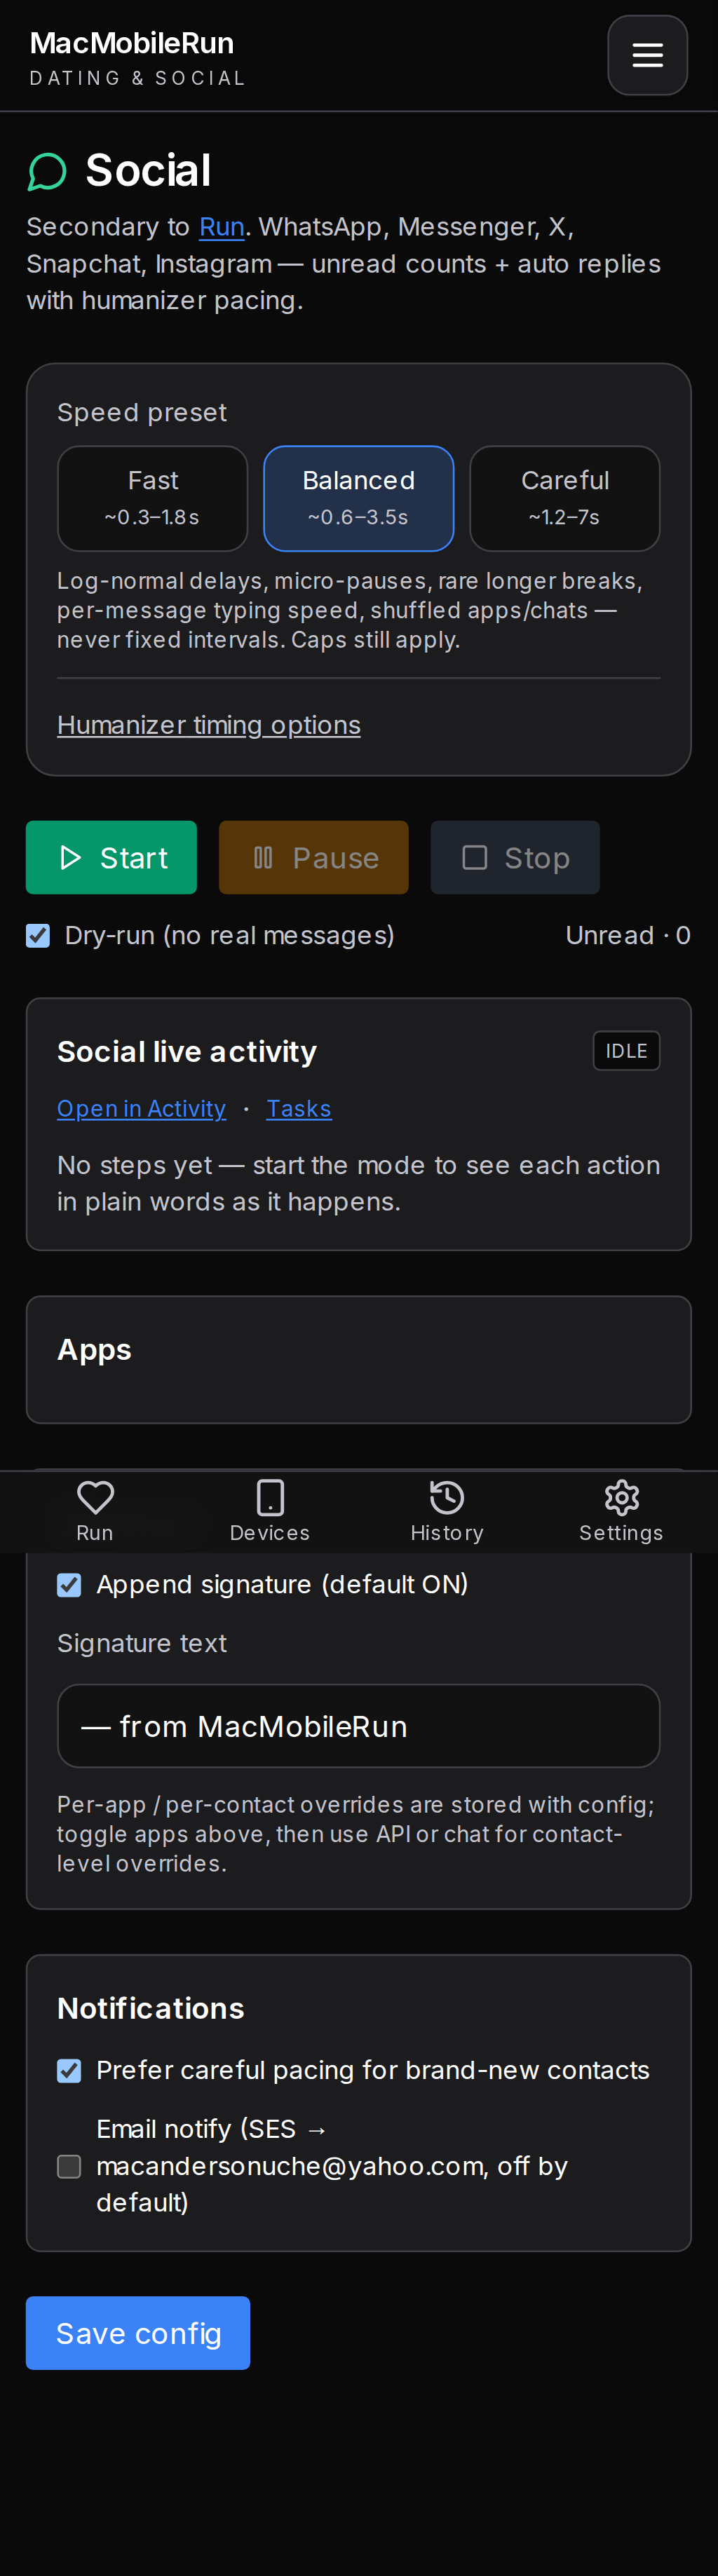 MacMobileRun
DATING & SOCIAL
Social
Secondary to Run. WhatsApp, Messenger, X,
Snapchat, Instagram — unread counts + auto replies
with humanizer pacing.
Speed preset
Fast
~0.3–1.8s
Balanced
~0.6–3.5s
Careful
~1.2–7s
Log-normal delays, micro-pauses, rare longer breaks,
per-message typing speed, shuffled apps/chats —
never fixed intervals. Caps still apply.
Humanizer timing options
Start
Pause
Stop
Dry-run (no real messages)
Unread · 0
Social live activity
IDLE
Open in Activity · Tasks
No steps yet — start the mode to see each action
in plain words as it happens.
Apps
Run
Devices
History
Settings
Append signature (default ON)
Signature text
— from MacMobileRun
Per-app / per-contact overrides are stored with config;
toggle apps above, then use API or chat for contact-
level overrides.
Notifications
Prefer careful pacing for brand-new contacts
Email notify (SES →
macandersonuche@yahoo.com, off by
default)
Save config